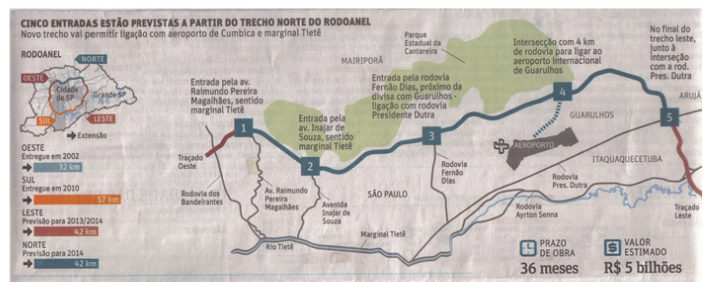 CINCO ENTRADAS ESTÃO PREVISTAS A PARTIR DO TRECHO NORTE DO RODOANEL
Novo trecho vai permitir ligação com aeroporto de Cumbica e marginal Tietê
RODOANEL
NORTE
OESTE
Cidade
de SP
Grande SP
SUL
LESTE
Extensão
OESTE
Entregue em 2002
32 km
SUL
Entregue em 2010
57 km
LESTE
Previsão para 2013/2014
42 km
NORTE
Previsão para 2014
42 km
Entrada pela av.
Raimundo Pereira
Magalhães, sentido
marginal Tietê
1
Traçado
Oeste
Rodovia dos
Bandeirantes
MAIRIPORÃ
Parque
Estadual da
Cantareira
Entrada pela
av. Inajar de
Souza, sentido
marginal Tietê
2
Av. Raimundo
Pereira
Magalhães
Avenida
Inajar de
Souza
Rio Tietê
Marginal Tietê
SÃO PAULO
Entrada pela rodovia
Fernão Dias, próximo da
divisa com Guarulhos -
ligação com rodovia
Presidente Dutra
3
Rodovia
Fernão
Dias
Intersecção com 4 km
de rodovia para ligar ao
aeroporto internacional
de Guarulhos
4
GUARULHOS
AEROPORTO
Rodovia
Pres. Dutra
Rodovia
Ayrton Senna
ITAQUAQUECETUBA
No final do
trecho leste,
junto à
interseção
com a rod.
Pres. Dutra
ARUJÁ
5
Traçado
Leste
PRAZO
DE OBRA
36 meses
VALOR
ESTIMADO
R$ 5 bilhões